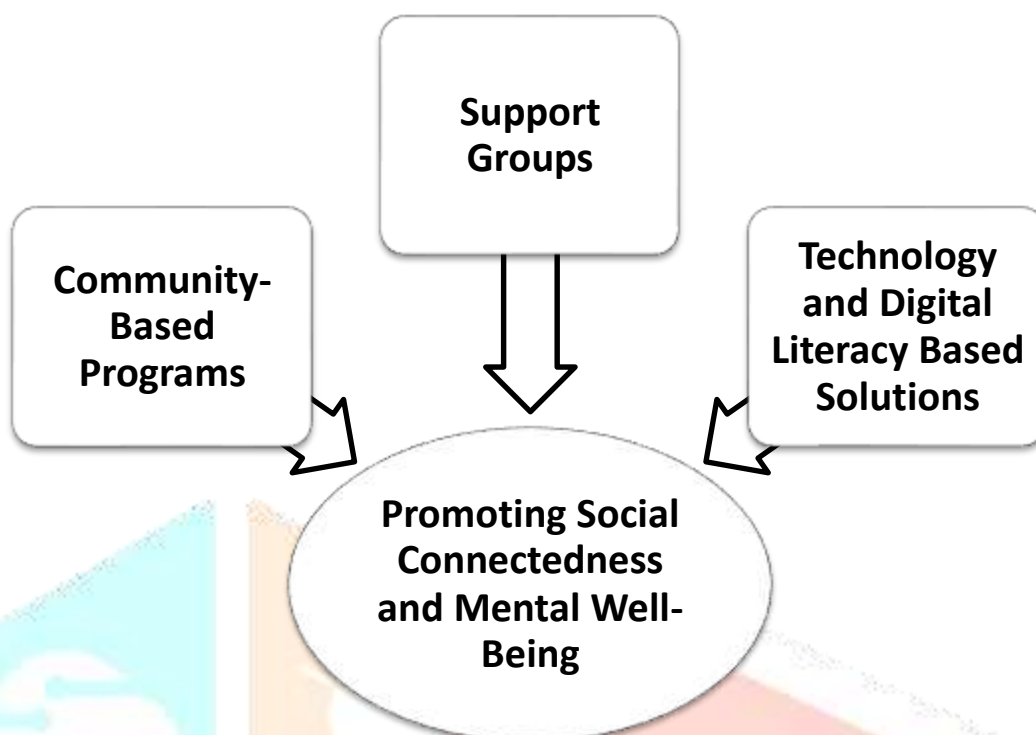 Support
Groups
Community-
Based
Programs
Technology
and Digital
Literacy Based
Solutions
Promoting Social
Connectedness
and Mental Well-
Being